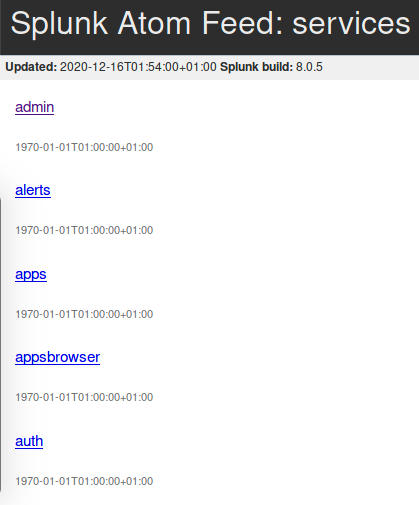 Splunk Atom Feed: services
Updated: 2020-12-16T01:54:00+01:00 Splunk build: 8.0.5
admin
1970-01-01T01:00:00+01:00
alerts
1970-01-01T01:00:00+01:00
apps
1970-01-01T01:00:00+01:00
appsbrowser
1970-01-01T01:00:00+01:00
auth
1970-01-01T01:00:00+01:00